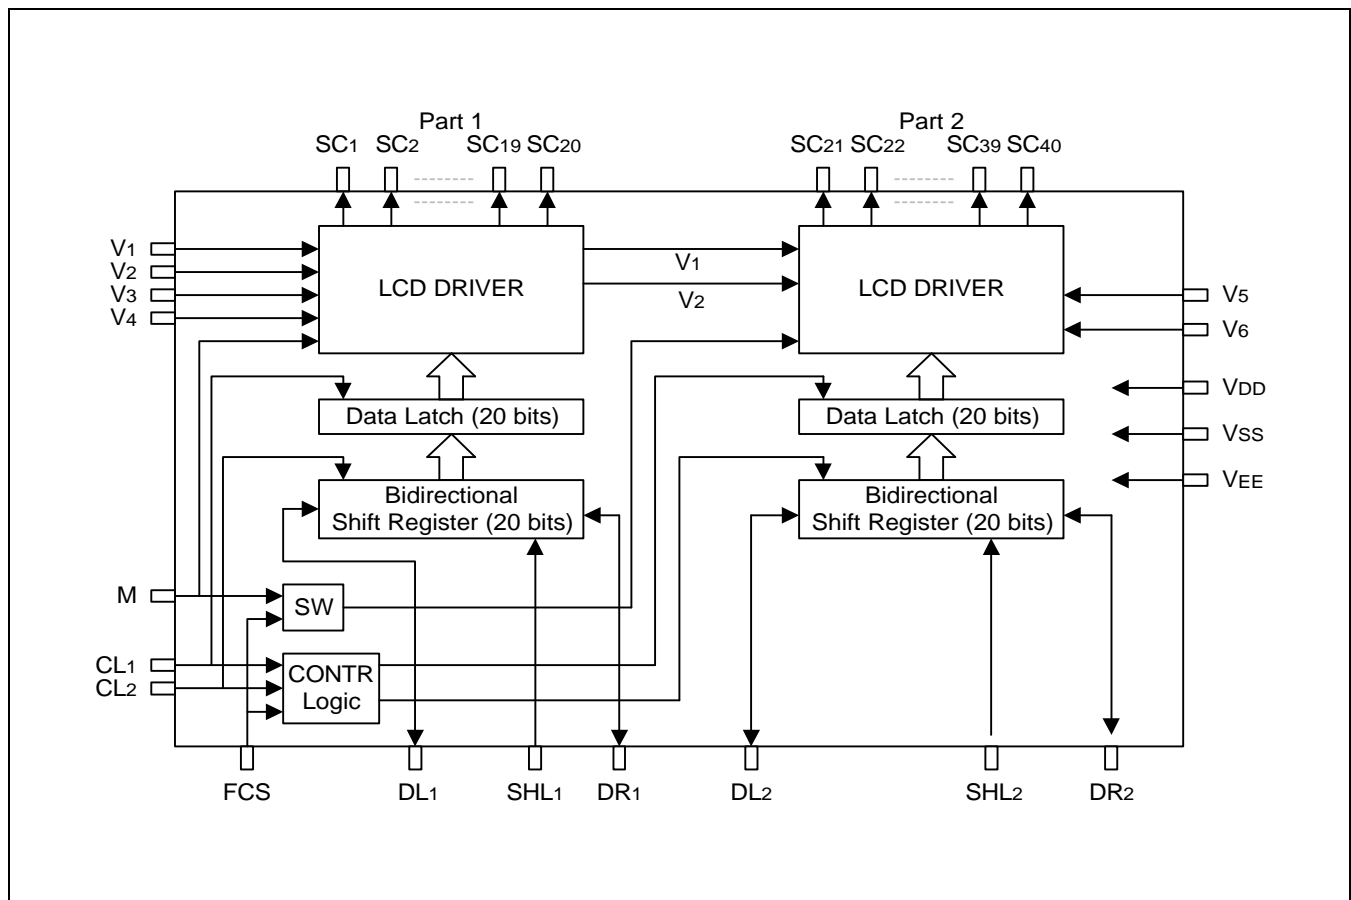 Part 1
Part 2
SC1 SC2 SC19 SC20
SC21 SC22 SC39 SC40
V1
V2
V3
V4
LCD DRIVER
V1
V2
LCD DRIVER
V5
V6
VDD
VSS
VEE
Data Latch (20 bits)
Data Latch (20 bits)
Bidirectional
Shift Register (20 bits)
Bidirectional
Shift Register (20 bits)
M
SW
CL1
CL2
CONTR
Logic
FCS
DL1
SHL1
DR1
DL2
SHL2
DR2